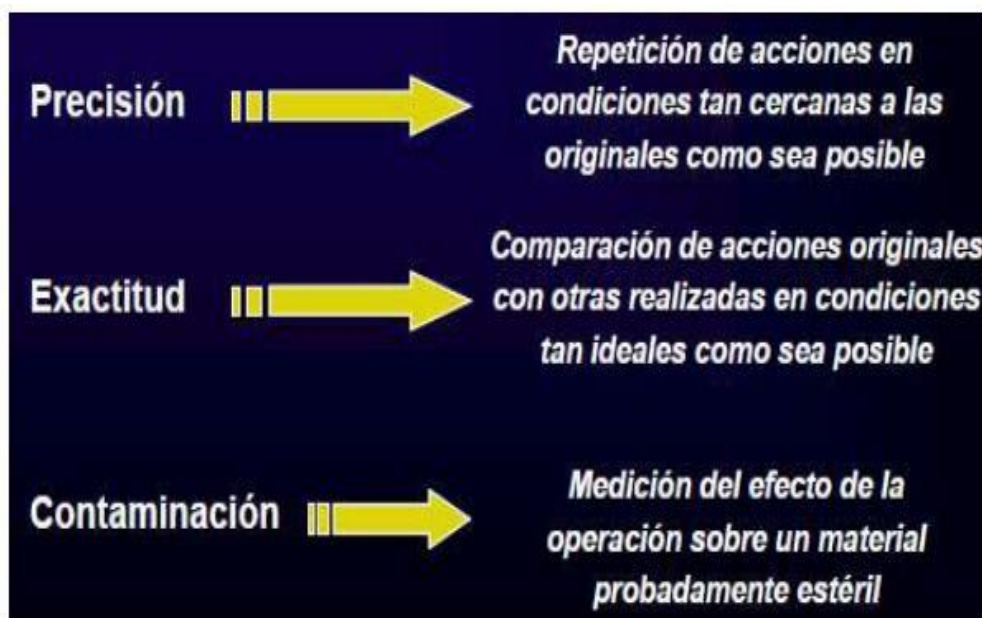 Precisión
Repetición de acciones en
condiciones tan cercanas a las
originales como sea posible
Exactitud
Comparación de acciones originales
con otras realizadas en condiciones
tan ideales como sea posible
Contaminación
Medición del efecto de la
operación sobre un material
probadamente estéril